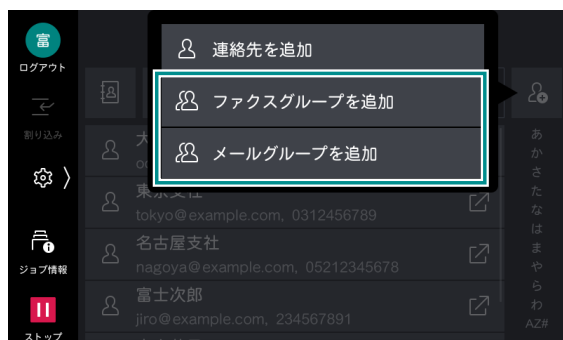 富
ログアウト
割り込み
ジョブ情報
ストップ
連絡先を追加
ファクスグループを追加
メールグループを追加
大
東京支社
tokyo@example.com, 0312456789
名古屋支社
nagoya@example.com, 05212345678
富士次郎
jiro@example.com, 234567891
あ
か
さ
た
な
は
ま
や
ら
わ
AZ#